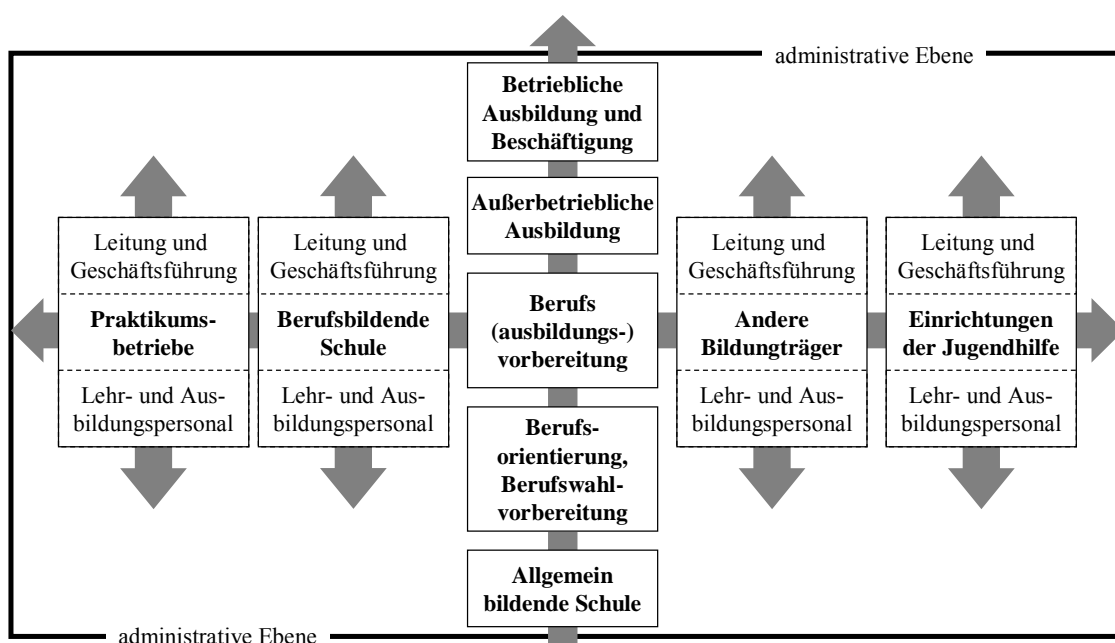 administrative Ebene
Betriebliche
Ausbildung und
Beschäftigung
Außerbetriebliche
Ausbildung
Leitung und
Geschäftsführung
Praktikums-
betriebe
Lehr- und Aus-
bildungspersonal
Leitung und
Geschäftsführung
Berufsbildende
Schule
Lehr- und Aus-
bildungspersonal
Berufs
(ausbildungs-)
vorbereitung
Leitung und
Geschäftsführung
Andere
Bildungträger
Lehr- und Aus-
bildungspersonal
Leitung und
Geschäftsführung
Einrichtungen
der Jugendhilfe
Lehr- und Aus-
bildungspersonal
Berufs-
orientierung,
Berufswahl-
vorbereitung
Allgemein
bildende Schule
administrative Ebene